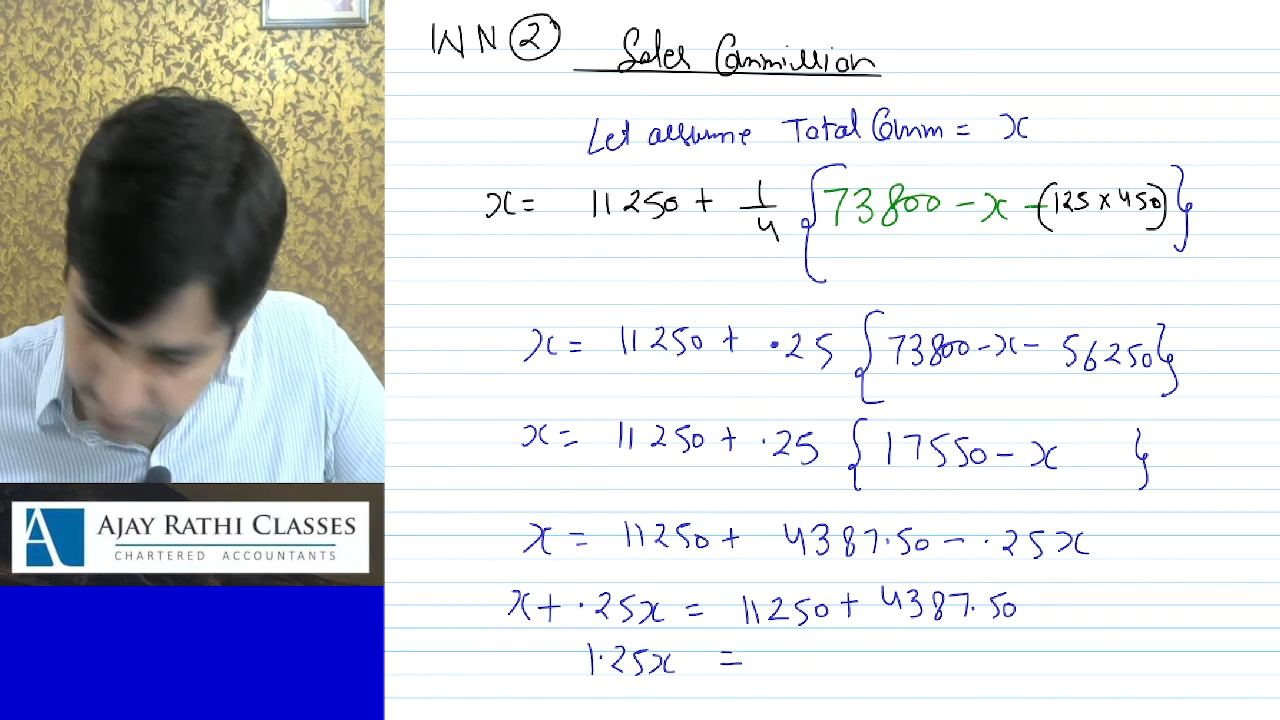 WN ② Sales Commission
Let assume Total Comm = x
x = 11250 + 1/4 {73800 - x - (125 x 450)}
x = 11250 + .25 {73800 - x - 56250}
x = 11250 + .25 {17550 - x }
x = 11250 + 4387.50 - .25x
x + .25x = 11250 + 4387.50
1.25x =
A
AJAY RATHI CLASSES
CHARTERED ACCOUNTANTS